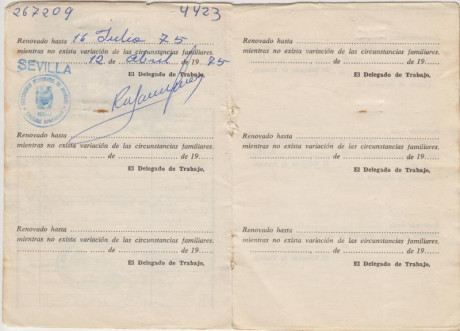 267209
4423
Renovado hasta 16 Julio 75
mientras no exista variación de las circunstancias familiares.
12 de Abril de 19 75
El Delegado de Trabajo,
SEVILLA
Renovado hasta
mientras no exista variación de las circunstancias familiares.
de de 19
El Delegado de Trabajo,
Renovado hasta
mientras no exista variación de las circunstancias familiares.
de de 19
El Delegado de Trabajo,
Renovado hasta
mientras no exista variación de las circunstancias familiares.
de de 19
El Delegado de Trabajo,
Renovado hasta
mientras no exista variación de las circunstancias familiares.
de de 19
El Delegado de Trabajo,
Renovado hasta
mientras no exista variación de las circunstancias familiares.
de de 19
El Delegado de Trabajo,